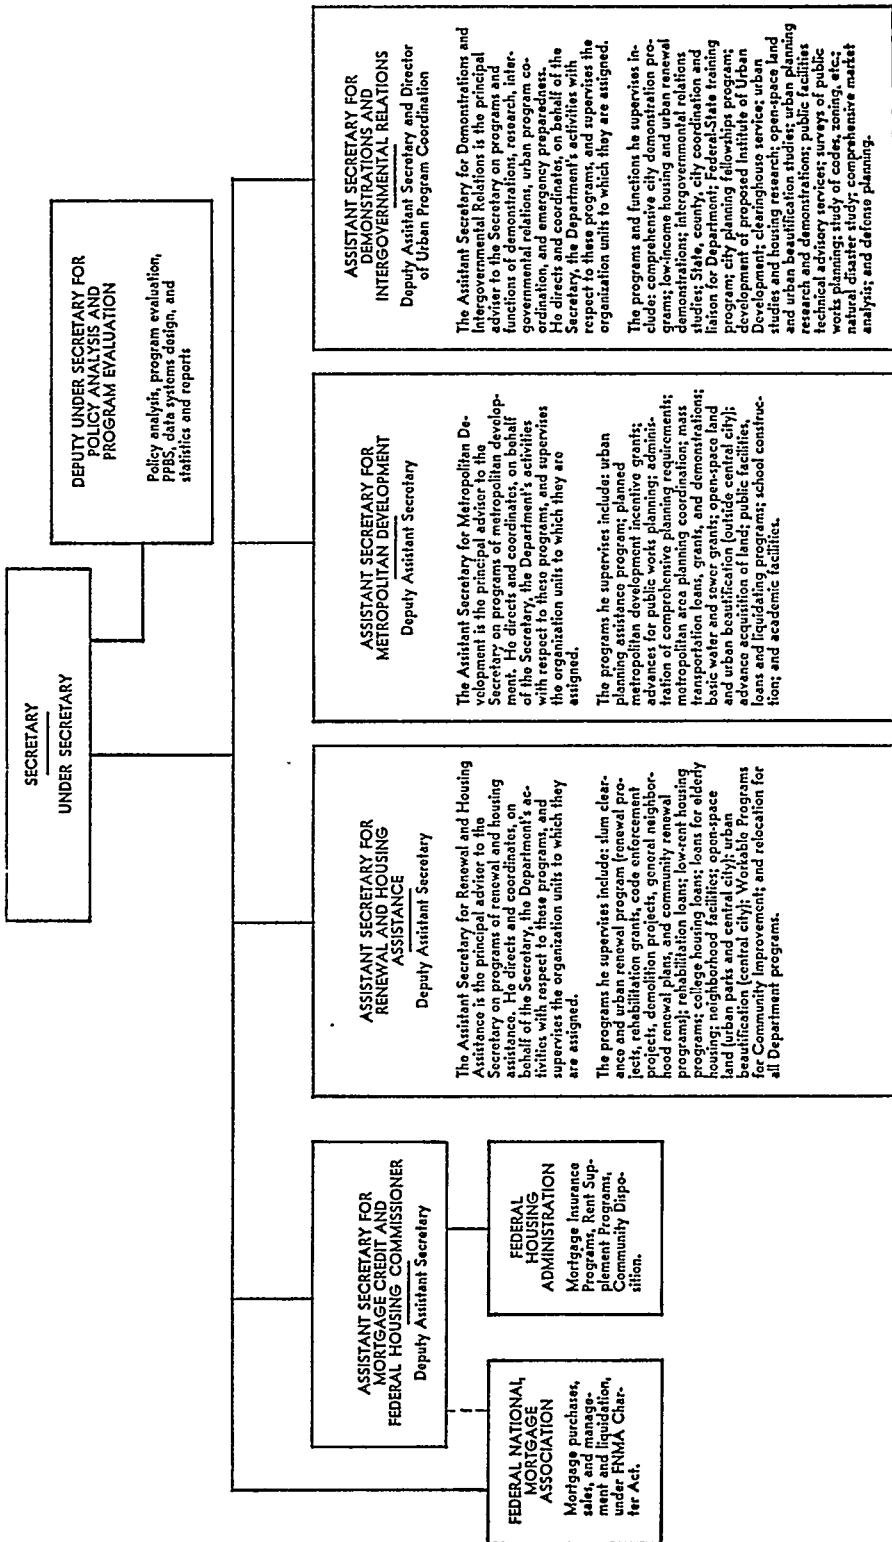 SECRETARY
UNDER SECRETARY
DEPUTY UNDER SECRETARY FOR
POLICY ANALYSIS AND
PROGRAM EVALUATION
Policy analysis, program evaluation,
PPBS, data systems design, and
statistics and reports
ASSISTANT SECRETARY FOR
MORTGAGE CREDIT AND
FEDERAL HOUSING COMMISSIONER
Deputy Assistant Secretary
FEDERAL NATIONAL
MORTGAGE
ASSOCIATION
Mortgage purchases,
sales, and manage-
ment and liquidation,
under FNMA Char-
ter Act.
FEDERAL
HOUSING
ADMINISTRATION
Mortgage Insurance
Programs, Rent Sup-
plement Programs,
Community Dispo-
sition.
ASSISTANT SECRETARY FOR
RENEWAL AND HOUSING
ASSISTANCE
Deputy Assistant Secretary
The Assistant Secretary for Renewal and Housing
Assistance is the principal adviser to the
Secretary on programs of renewal and housing
assistance. He directs and coordinates, on
behalf of the Secretary, the Department's ac-
tivities with respect to these programs, and
supervises the organization units to which they
are assigned.
The programs he supervises include: slum clear-
ance and urban renewal program (renewal pro-
jects, rehabilitation grants, code enforcement
projects, demolition projects, general neighbor-
hood renewal plans, and community renewal
programs); rehabilitation loans; low-rent housing
programs; college housing loans; loans for elderly
housing; neighborhood facilities; open-space
land (urban parks and central city); urban
beautification (central city); Workable Programs
for Community Improvement; and relocation for
all Department programs.
ASSISTANT SECRETARY FOR
METROPOLITAN DEVELOPMENT
Deputy Assistant Secretary
The Assistant Secretary for Metropolitan De-
velopment is the principal advisor to the
Secretary on programs of metropolitan develop-
ment. He directs and coordinates, on behalf
of the Secretary, the Department's activities
with respect to these programs, and supervises
the organization units to which they are
assigned.
The programs he supervises include: urban
planning assistance program; planned
metropolitan development incentive grants;
advances for public works planning; adminis-
tration of comprehensive planning requirements;
metropolitan area planning coordination; mass
transportation loans, grants, and demonstrations;
basic water and sewer grants; open-space land
and urban beautification (outside central city);
advance acquisition of land; public facilities,
loans and liquidating programs; school construc-
tion; and academic facilities.
ASSISTANT SECRETARY FOR
DEMONSTRATIONS AND
INTERGOVERNMENTAL RELATIONS
Deputy Assistant Secretary and Director
of Urban Program Coordination
The Assistant Secretary for Demonstrations and
Intergovernmental Relations is the principal
adviser to the Secretary on programs and
functions of demonstrations, research, inter-
governmental relations, urban program co-
ordination, and emergency preparedness.
He directs and coordinates, on behalf of the
Secretary, the Department's activities with
respect to these programs, and supervises the
organization units to which they are assigned.
The programs and functions he supervises in-
clude: comprehensive city demonstration pro-
grams; low-income housing and urban renewal
demonstrations; intergovernmental relations
studies; State, county, city coordination and
liaison for Department; Federal-State training
program; city planning fellowships program;
development of proposed Institute of Urban
Development; clearinghouse service; urban
studies and housing research; open-space land
and urban beautification studies; urban planning
research and demonstrations; public facilities
technical advisory services; surveys of public
works planning; study of codes, zoning, etc.;
natural disaster study; comprehensive market
analysis; and defense planning.